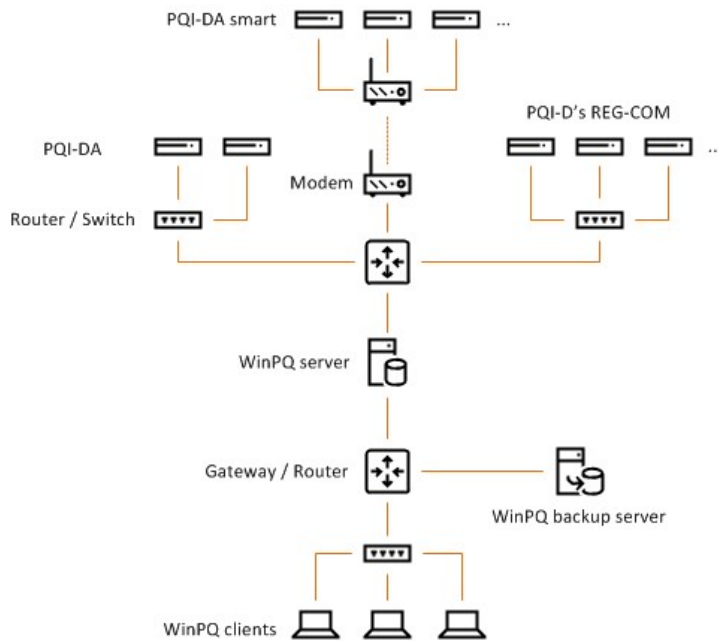 PQI-DA smart ...
PQI-D's REG-COM
PQI-DA
...
Modem
Router / Switch
WinPQ server
Gateway / Router
WinPQ backup server
WinPQ clients